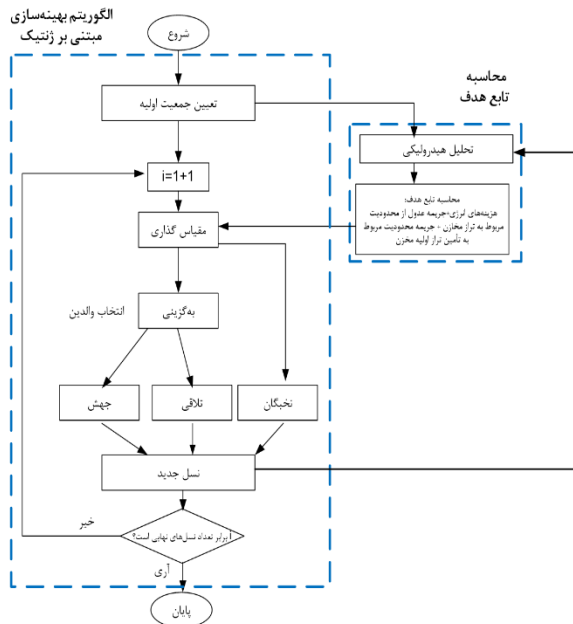 الگوریتم بهینه‌سازی
مبتنی بر ژنتیک
شروع
محاسبه
تابع هدف
تعیین جمعیت اولیه
تحلیل هیدرولیکی
i=1+1
محاسبه تابع هدف:
هزینه‌های انرژی+جریمه عدول از محدودیت
مربوط به تراز مخازن + جریمه محدودیت مربوط
به تأمین تراز اولیه مخزن
مقیاس گذاری
انتخاب والدین
به‌گزینی
جهش
تلاقی
نخبگان
نسل جدید
خیر
i برابر تعداد نسل‌های نهایی است؟
آری
پایان